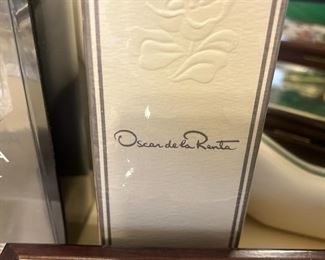 Oscar de la Renta